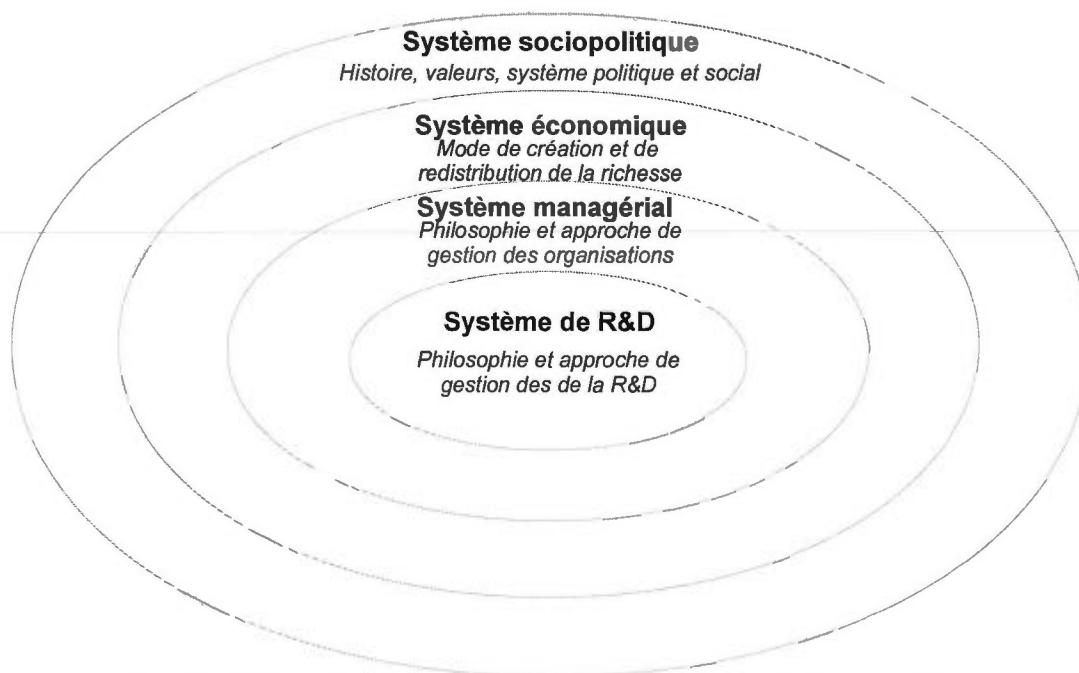 Système sociopolitique
Histoire, valeurs, système politique et social
Système économique
Mode de création et de
redistribution de la richesse
Système managérial
Philosophie et approche de
gestion des organisations
Système de R&D
Philosophie et approche de
gestion des de la R&D